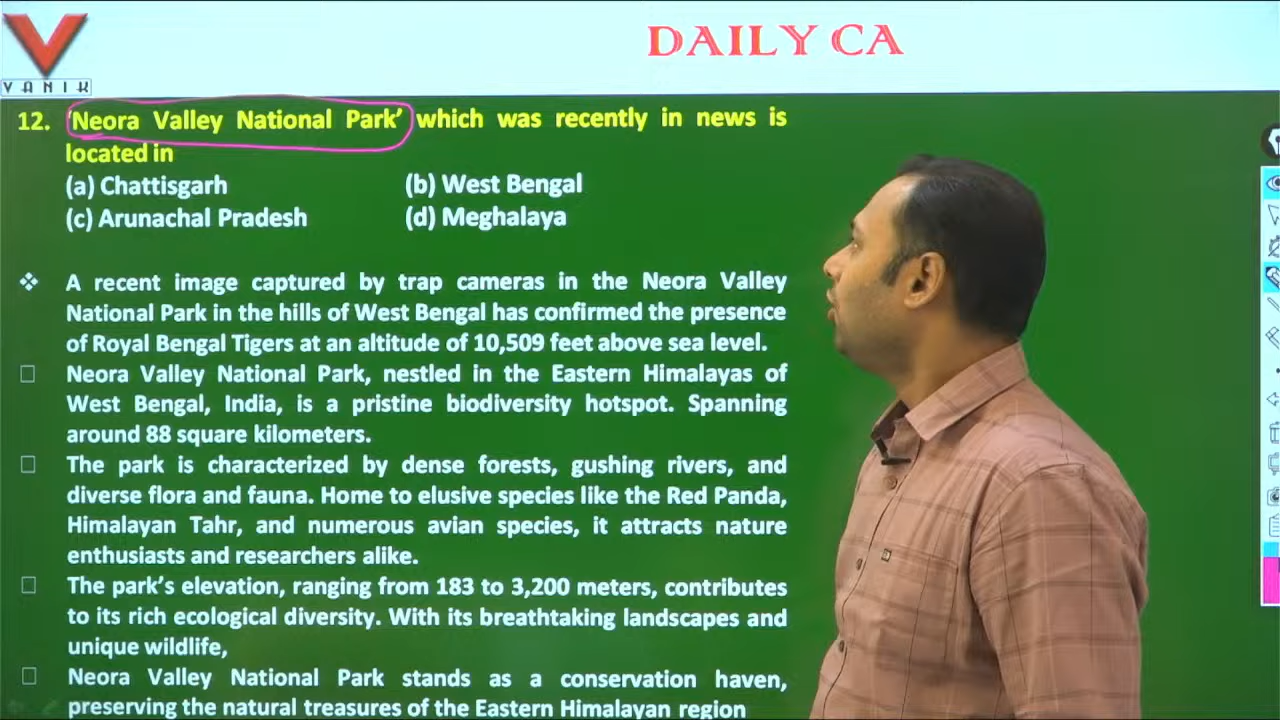 VANIK
DAILY CA
12. 'Neora Valley National Park' which was recently in news is
located in
(a) Chattisgarh (b) West Bengal
(c) Arunachal Pradesh (d) Meghalaya
❖ A recent image captured by trap cameras in the Neora Valley
National Park in the hills of West Bengal has confirmed the presence
of Royal Bengal Tigers at an altitude of 10,509 feet above sea level.
□ Neora Valley National Park, nestled in the Eastern Himalayas of
West Bengal, India, is a pristine biodiversity hotspot. Spanning
around 88 square kilometers.
□ The park is characterized by dense forests, gushing rivers, and
diverse flora and fauna. Home to elusive species like the Red Panda,
Himalayan Tahr, and numerous avian species, it attracts nature
enthusiasts and researchers alike.
□ The park's elevation, ranging from 183 to 3,200 meters, contributes
to its rich ecological diversity. With its breathtaking landscapes and
unique wildlife,
□ Neora Valley National Park stands as a conservation haven,
preserving the natural treasures of the Eastern Himalayan region